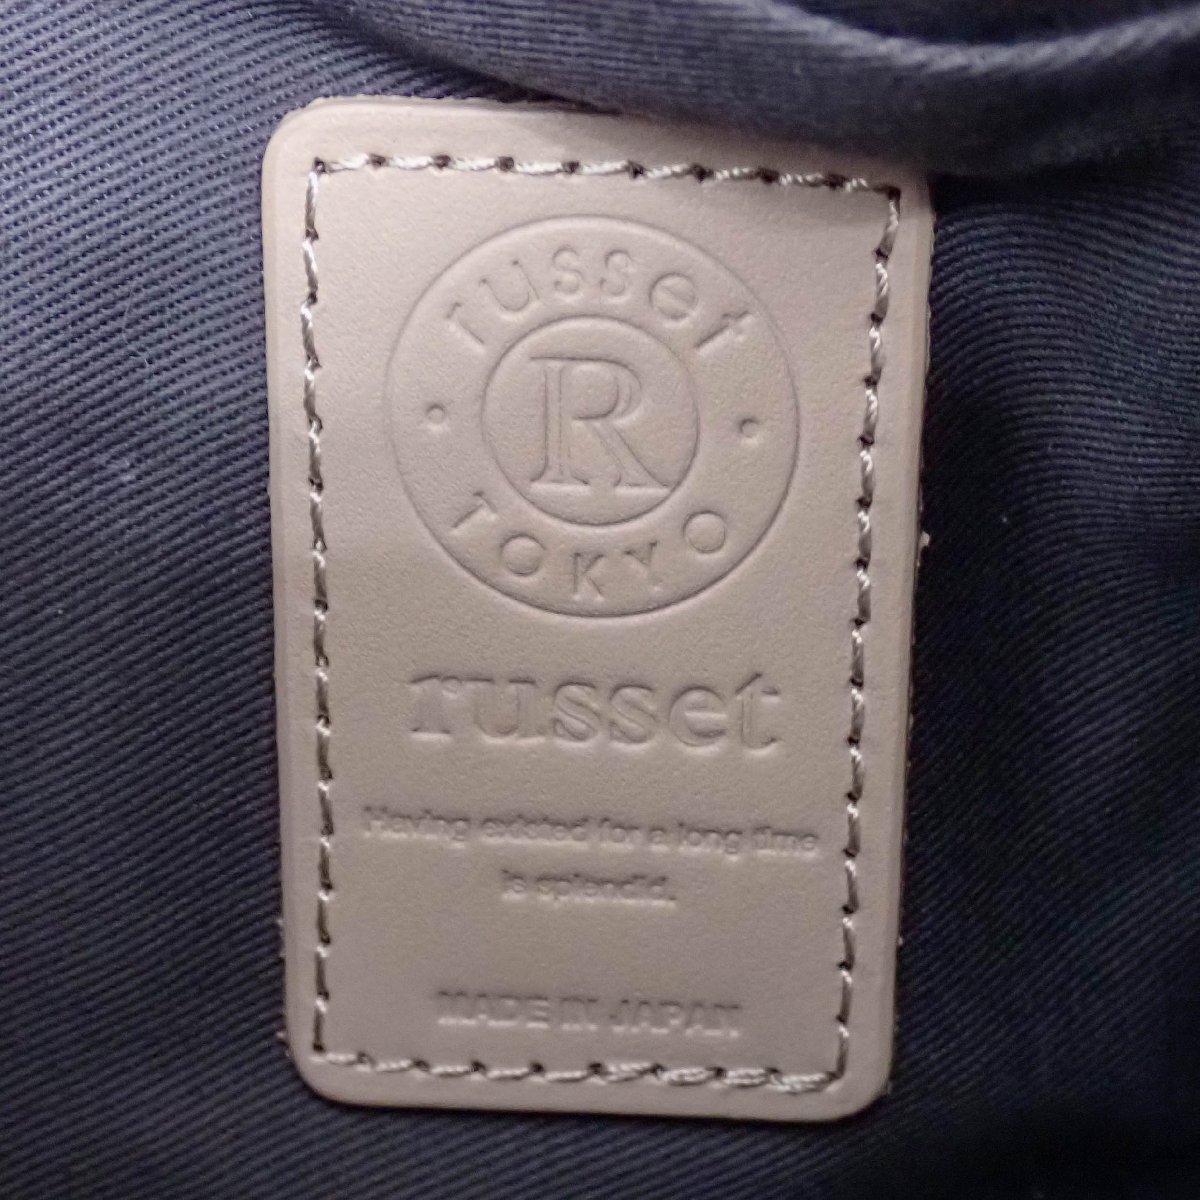 russet
R
TOKYO
russet
Having existed for a long time
is splendid.
MADE IN JAPAN